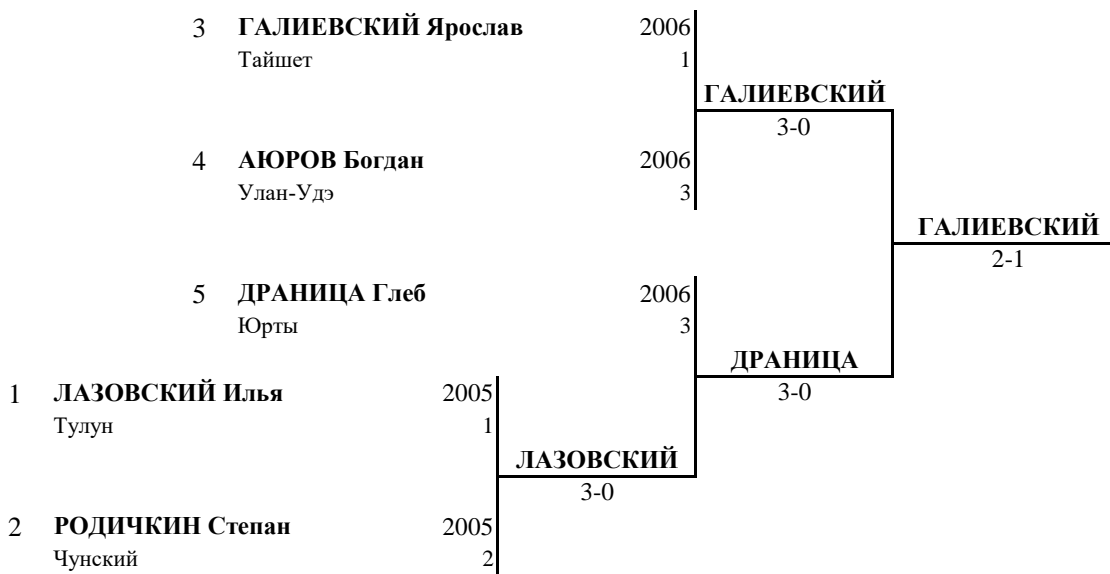 3 ГАЛИЕВСКИЙ Ярослав 2006
Тайшет 1
ГАЛИЕВСКИЙ
3-0
4 АЮРОВ Богдан 2006
Улан-Удэ 3
ГАЛИЕВСКИЙ
2-1
5 ДРАНИЦА Глеб 2006
Юрты 3
ДРАНИЦА
3-0
1 ЛАЗОВСКИЙ Илья 2005
Тулун 1
ЛАЗОВСКИЙ
3-0
2 РОДИЧКИН Степан 2005
Чунский 2